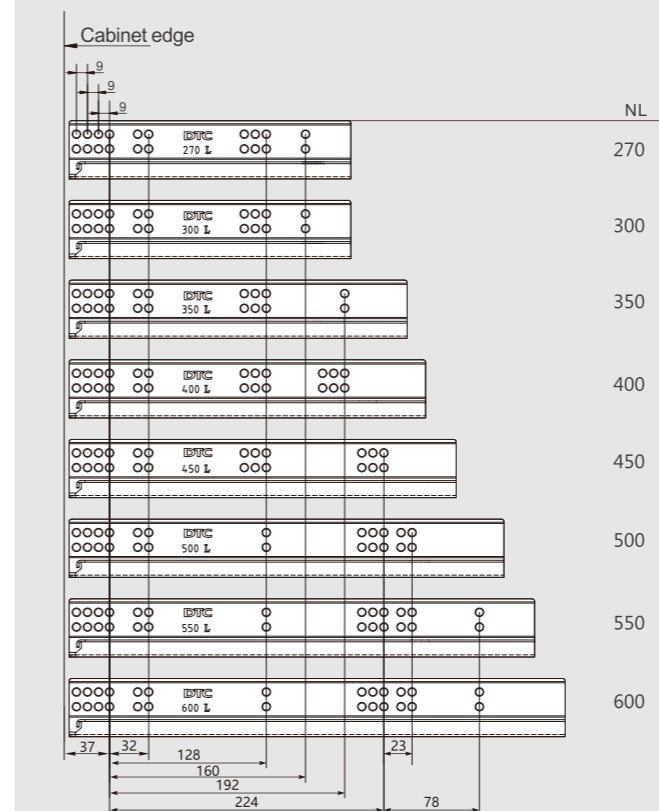 Cabinet edge
9
9
9
NL
DTC
270 L
270
DTC
300 L
300
DTC
350 L
350
DTC
400 L
400
DTC
450 L
450
DTC
500 L
500
DTC
550 L
550
DTC
600 L
600
37 32 23
128
160
192
224 78